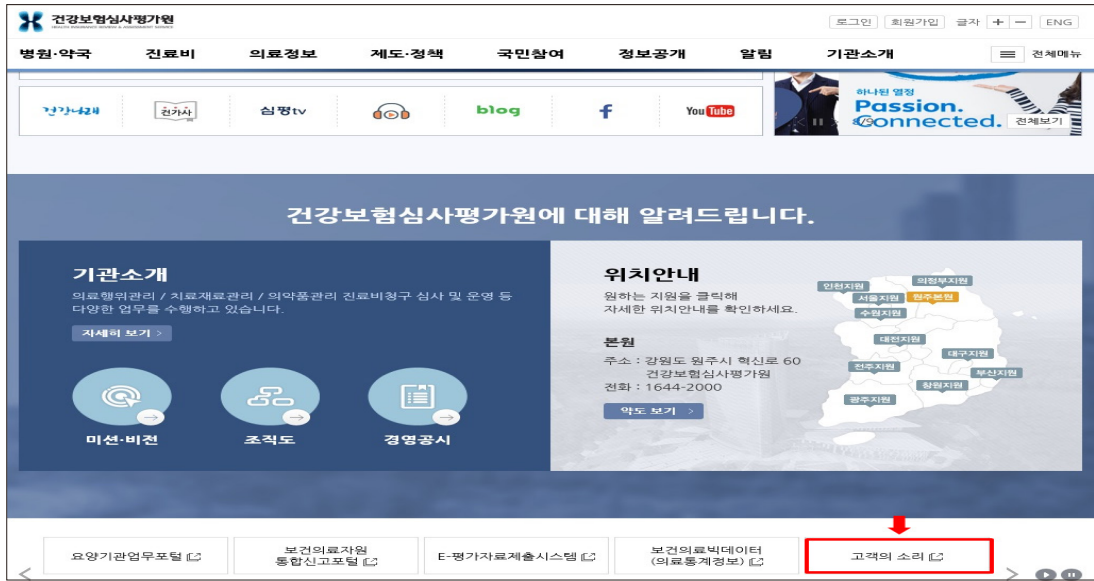 건강보험심사평가원
HEALTH INSURANCE REVIEW & ASSESSMENT SERVICE
로그인 회원가입 글자 + - ENG
병원·약국 진료비 의료정보 제도·정책 국민참여 정보공개 알림 기관소개 전체메뉴
건강나래 건가사 심평tv blog f YouTube
하나된 열정
Passion.
Connected.
8/9
전체보기
건강보험심사평가원에 대해 알려드립니다.
기관소개
의료행위관리 / 치료재료관리 / 의약품관리 진료비청구 심사 및 운영 등
다양한 업무를 수행하고 있습니다.
자세히 보기 >
미션·비전 조직도 경영공시
위치안내
원하는 지원을 클릭해
자세한 위치안내를 확인하세요.
본원
주소 : 강원도 원주시 혁신로 60
건강보험심사평가원
전화 : 1644-2000
약도 보기 >
의정부지원
인천지원
서울지원 원주본원
수원지원
대전지원
대구지원
전주지원
부산지원
창원지원
광주지원
요양기관업무포털
보건의료자원
통합신고포털
E-평가자료제출시스템
보건의료빅데이터
(의료통계정보)
고객의 소리